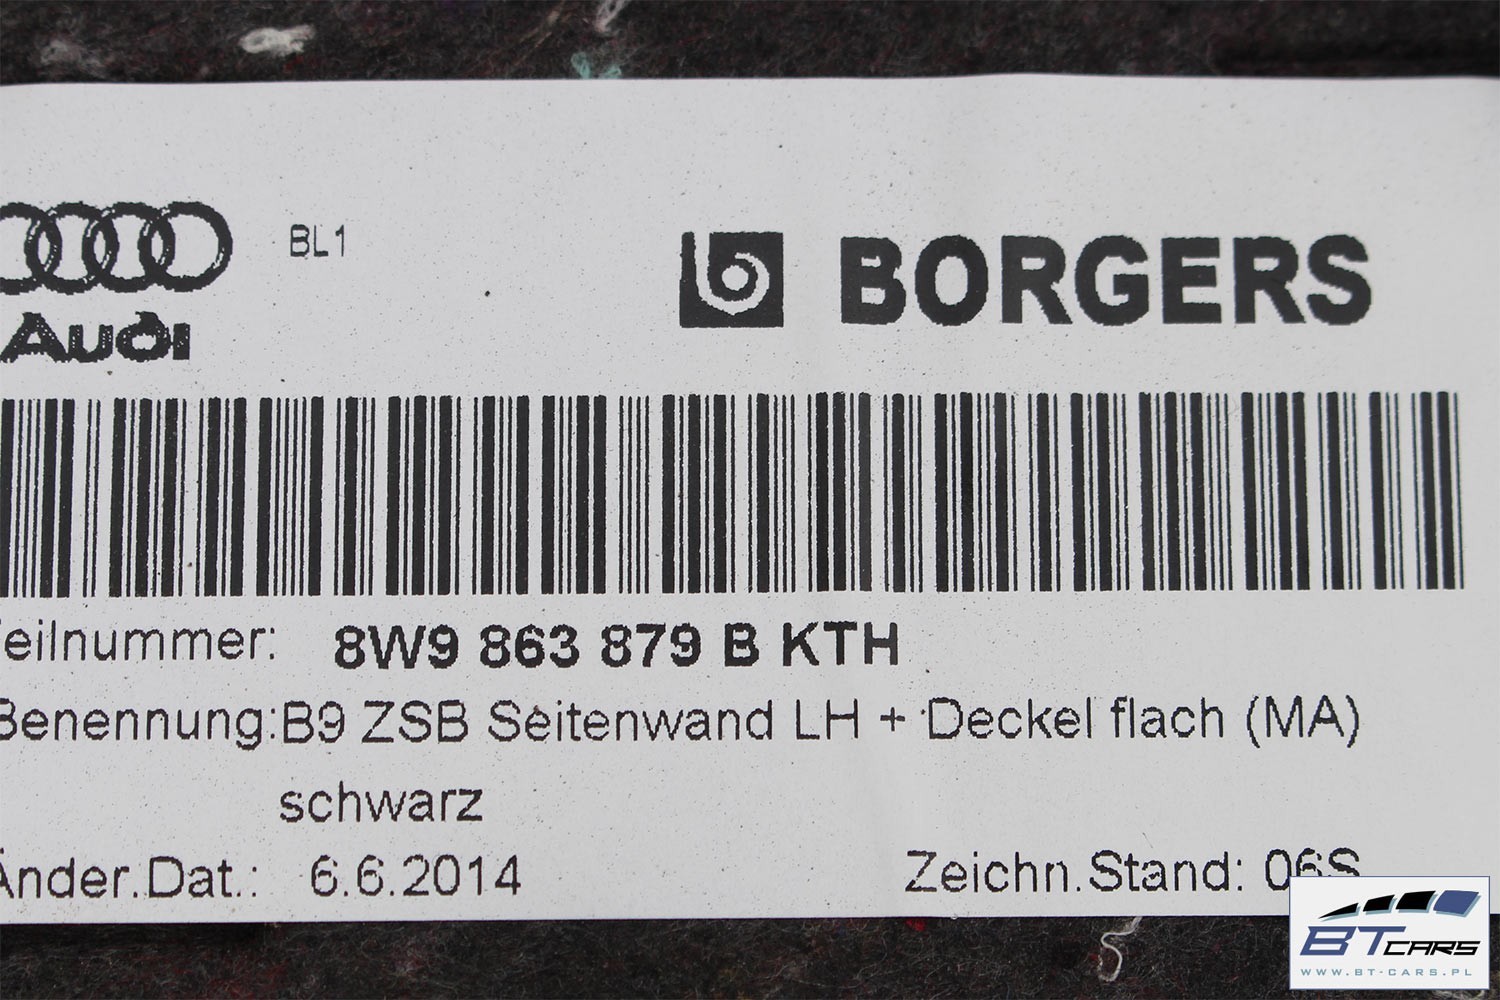 BL1
BORGERS
Audi
eilnummer: 8W9 863 879 B KTH
Benennung:B9 ZSB Seitenwand LH + Deckel flach (MA)
schwarz
Änder.Dat.: 6.6.2014 Zeichn.Stand: 06S
BT CARS
WWW.BT-CARS.PL